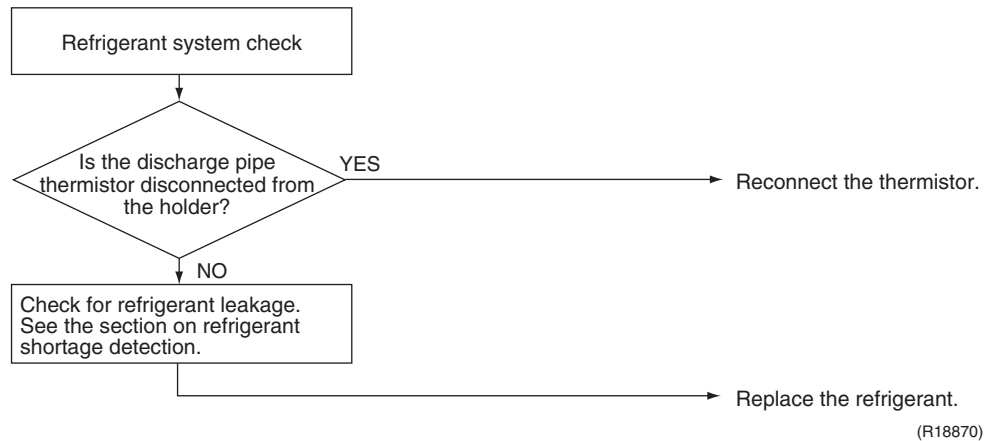 Refrigerant system check
Is the discharge pipe
thermistor disconnected from
the holder?
YES
Reconnect the thermistor.
NO
Check for refrigerant leakage.
See the section on refrigerant
shortage detection.
Replace the refrigerant.
(R18870)